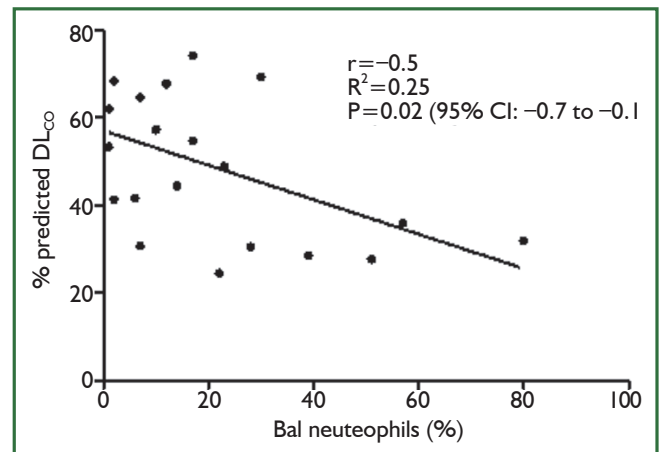 80
60
40
20
0
% predicted DLCO
r=−0.5
R²=0.25
P=0.02 (95% CI: −0.7 to −0.1
0 20 40 60 80 100
Bal neuteophils (%)